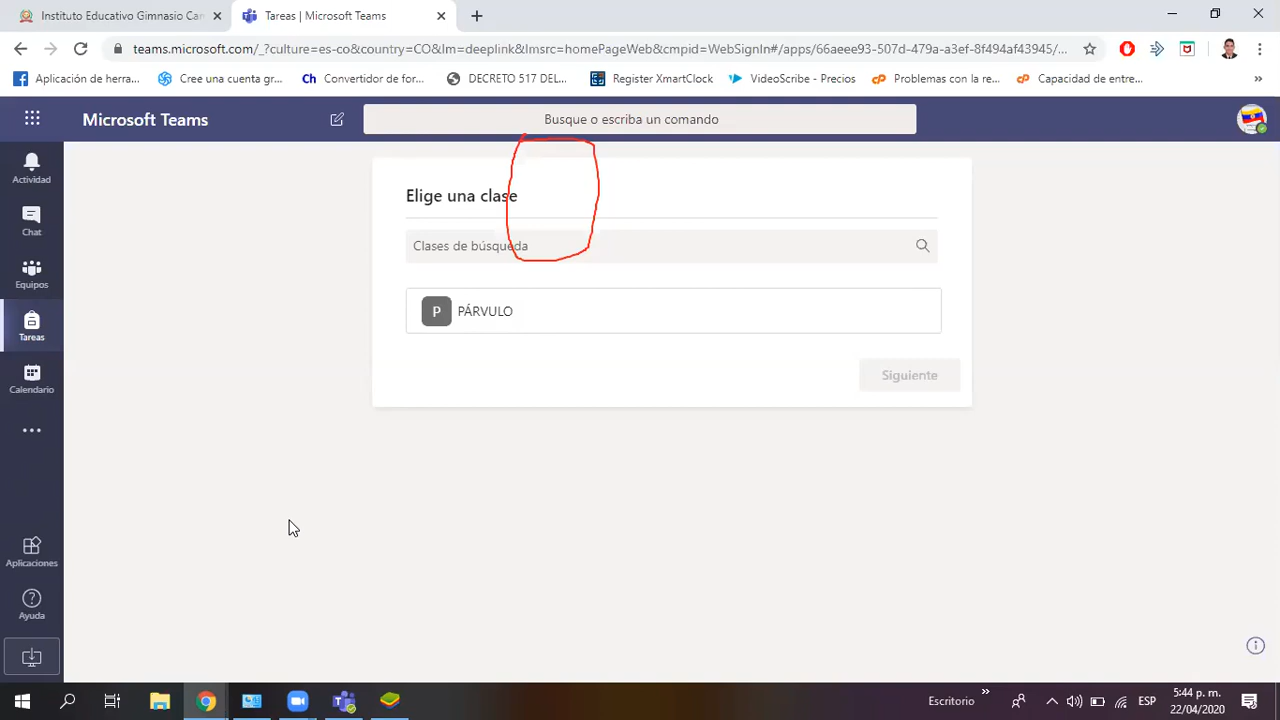 Instituto Educativo Gimnasio Car
Tareas | Microsoft Teams
teams.microsoft.com/_?culture=es-co&country=CO&lm=deeplink&lmsrc=homePageWeb&cmpid=WebSignIn#/apps/66aeee93-507d-479a-a3ef-8f494af43945/...
Aplicación de herra...
Cree una cuenta gr...
Ch Convertidor de for...
DECRETO 517 DEL...
Register XmartClock
VideoScribe - Precios
cP Problemas con la re...
cP Capacidad de entre...
Microsoft Teams
Busque o escriba un comando
Actividad
Chat
Equipos
Tareas
Calendario
Aplicaciones
Ayuda
Elige una clase
Clases de búsqueda
P PÁRVULO
Siguiente
Escritorio
ESP
5:44 p. m.
22/04/2020